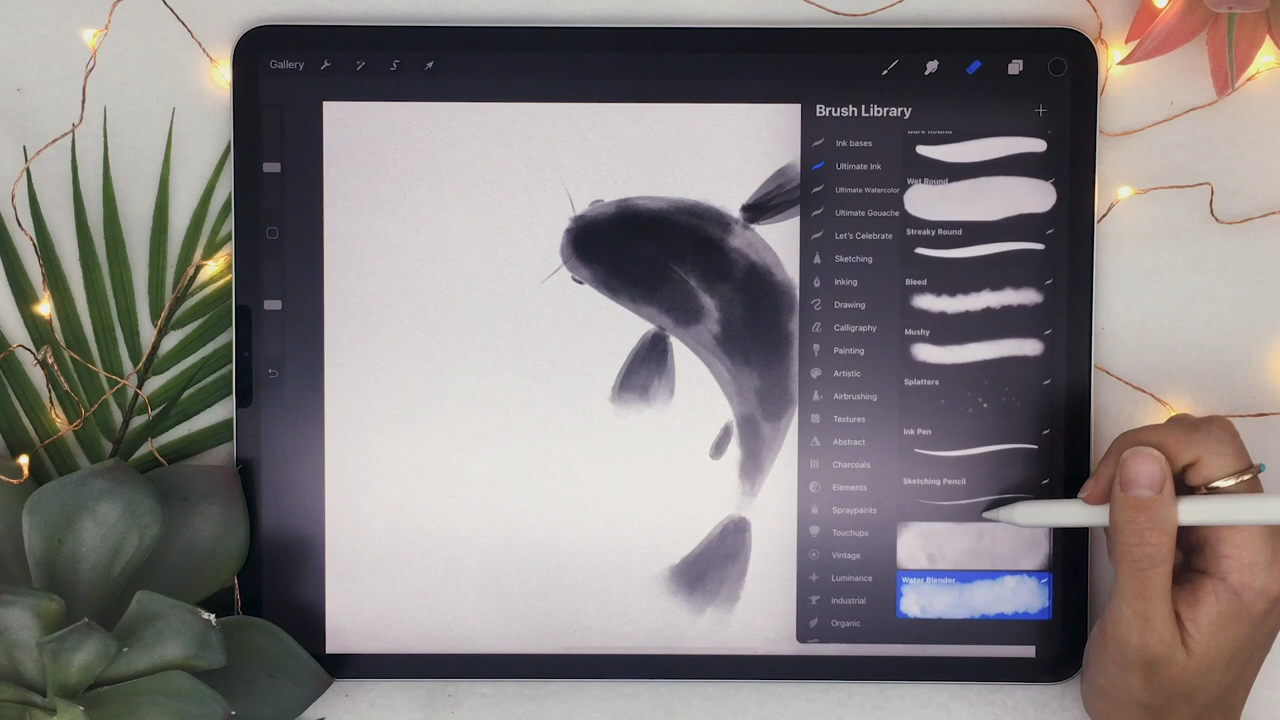 Gallery
Brush Library
Ink bases
Ultimate Ink
Ultimate Watercolor
Ultimate Gouache
Let's Celebrate
Sketching
Inking
Drawing
Calligraphy
Painting
Artistic
Airbrushing
Textures
Abstract
Charcoals
Elements
Spraypaints
Touchups
Vintage
Luminance
Industrial
Organic
Wet Round
Streaky Round
Bleed
Mushy
Splatters
Ink Pen
Sketching Pencil
Water Blender